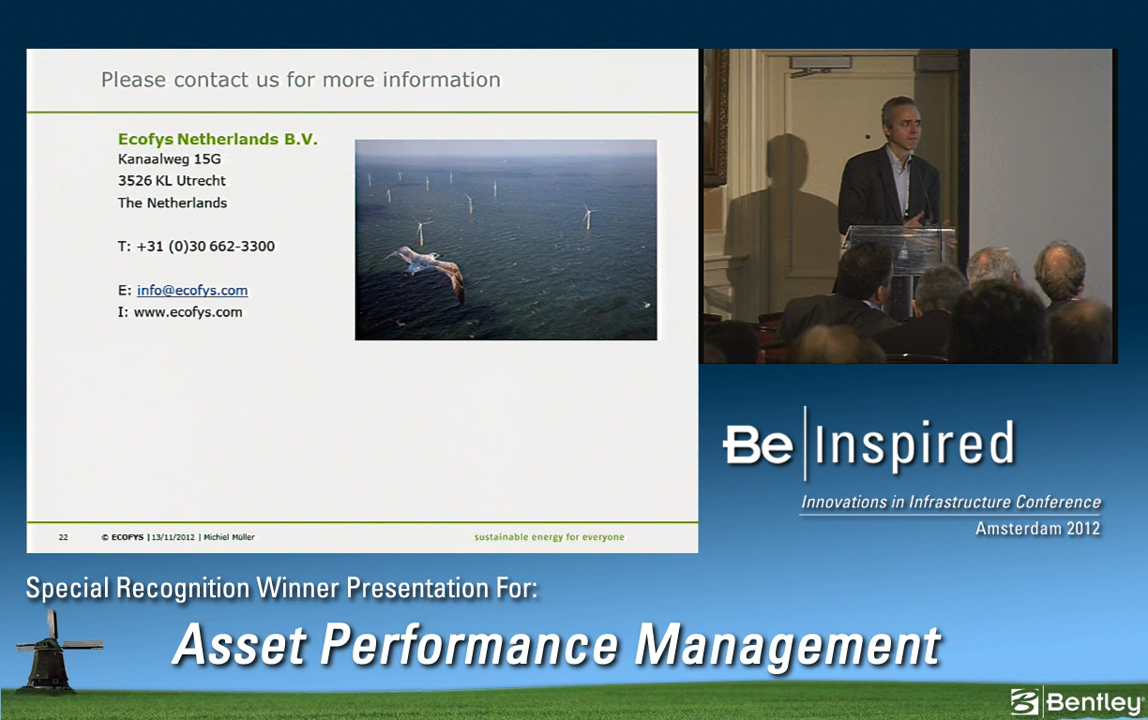 Please contact us for more information
Ecofys Netherlands B.V.
Kanaalweg 15G
3526 KL Utrecht
The Netherlands
T: +31 (0)30 662-3300
E: info@ecofys.com
I: www.ecofys.com
22 © ECOFYS | 13/11/2012 | Michiel Müller
sustainable energy for everyone
Be Inspired
Innovations in Infrastructure Conference
Amsterdam 2012
Special Recognition Winner Presentation For:
Asset Performance Management
Bentley